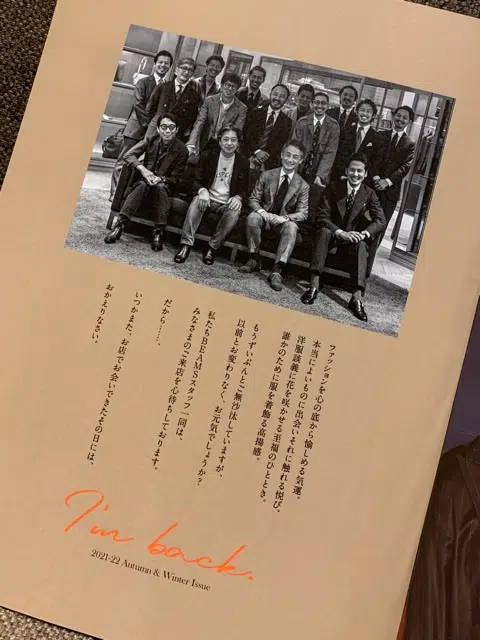 ファッションを心の底から愉しめる気運。
本当によいものに出会いそれに触れる悦び。
洋服談義に花を咲かせる至福のひととき。
誰かのために服を着飾る高揚感。
もうずいぶんとご無沙汰していますが、
以前とお変わりなく、お元気でしょうか?
私たちBEAMSスタッフ一同は、
みなさまのご来店を心待ちしております。
だから……、
いつかまた、お店でお会いできたその日には、
おかえりなさい。
I'm back.
2021-22 Autumn & Winter Issue